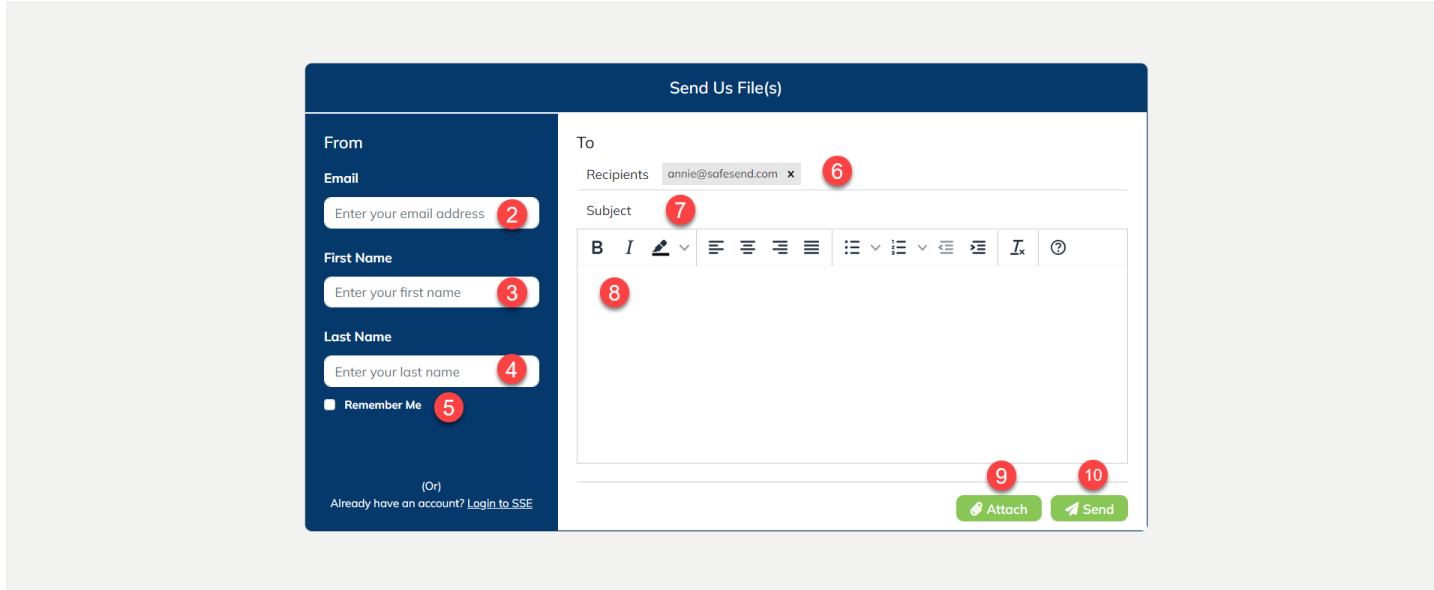 Send Us File(s)
From
Email
Enter your email address 2
First Name
Enter your first name 3
Last Name
Enter your last name 4
Remember Me 5
(Or)
Already have an account? Login to SSE
To
Recipients annie@safesend.com x 6
Subject 7
B I
8
9 10
Attach Send